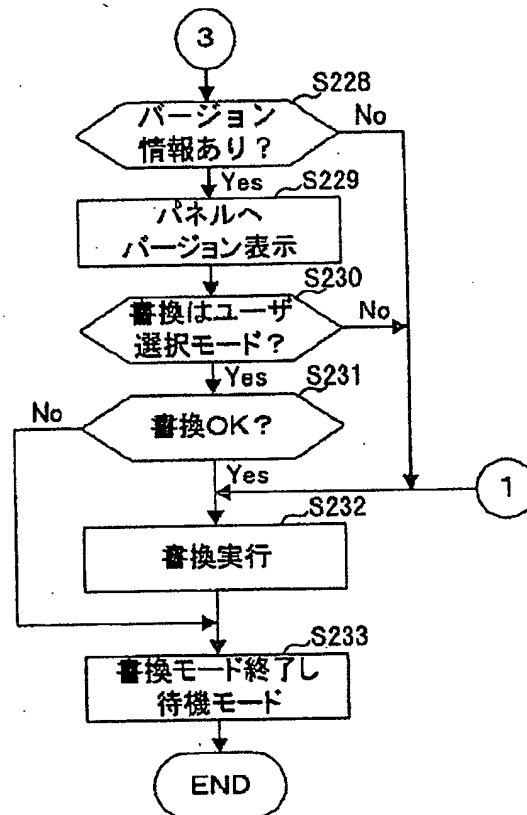 3
S228
バージョン
情報あり?
No
Yes
S229
パネルへ
バージョン表示
S230
書換はユーザ
選択モード?
No
Yes
S231
No
書換OK?
Yes
1
S232
書換実行
S233
書換モード終了し
待機モード
END